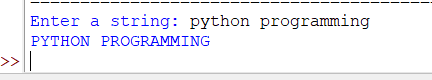 Enter a string: python programming
PYTHON PROGRAMMING
>>